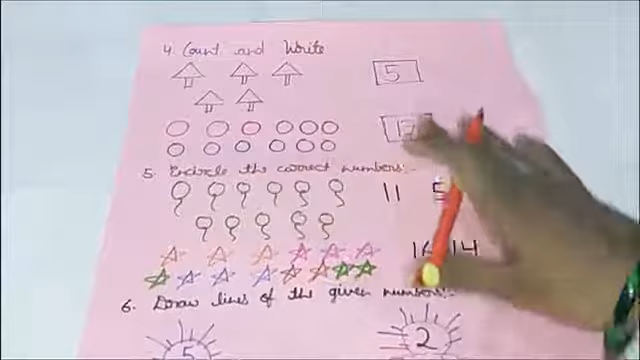 4. Count and Write
5
5. Encircle the correct numbers:-
11
14
6. Draw lines of the given numbers:-
5
2